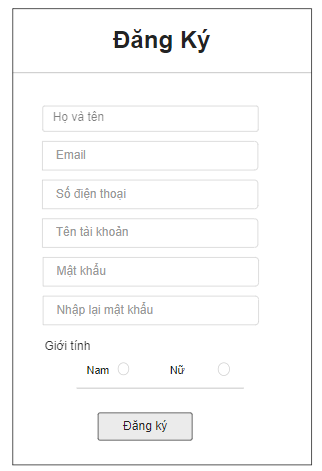 Đăng Ký
Họ và tên
Email
Số điện thoại
Tên tài khoản
Mật khẩu
Nhập lại mật khẩu
Giới tính
Nam Nữ
Đăng ký